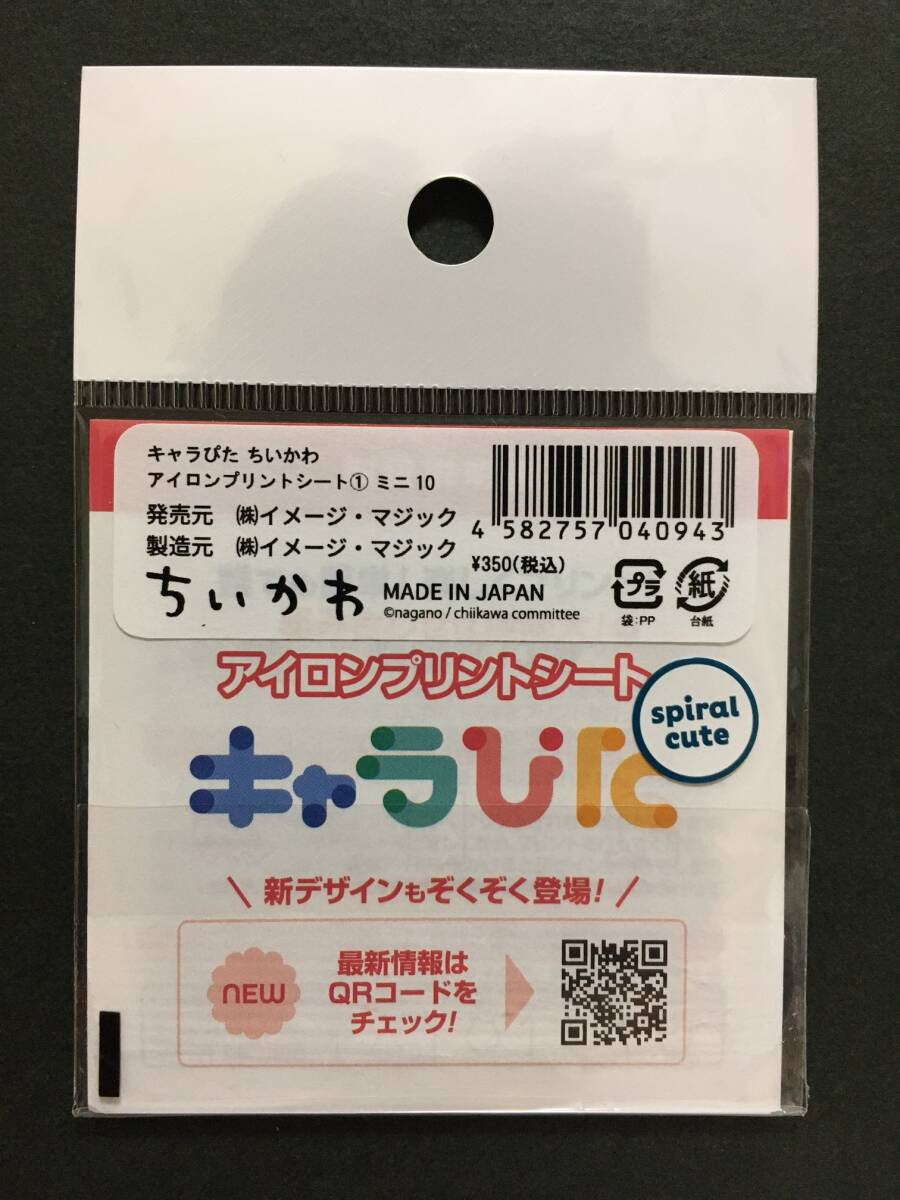 キャラぴた ちいかわ
アイロンプリントシート① ミニ 10
発売元 ㈱イメージ・マジック
製造元 ㈱イメージ・マジック
4 582757 040943
¥350(税込)
ちいかわ
MADE IN JAPAN
©nagano / chiikawa committee
プラ
袋:PP
紙
台紙
アイロンプリントシート
spiral
cute
キャラぴた
\ 新デザインもぞくぞく登場! /
NEW
最新情報は
QRコードを
チェック!